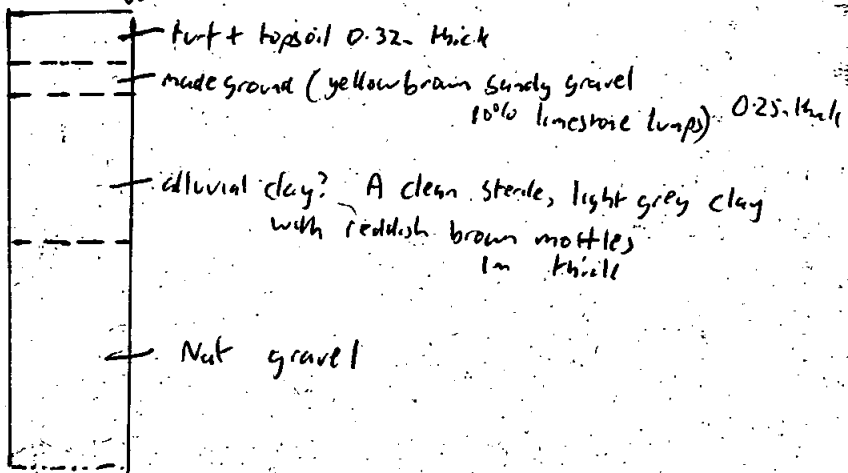 turf + topsoil 0.32m thick
made ground (yellow brown sandy gravel
10% limestone lumps) 0.25m thick
alluvial clay? A clean sterile, light grey clay
with reddish brown mottles
1m thick
Nat gravel